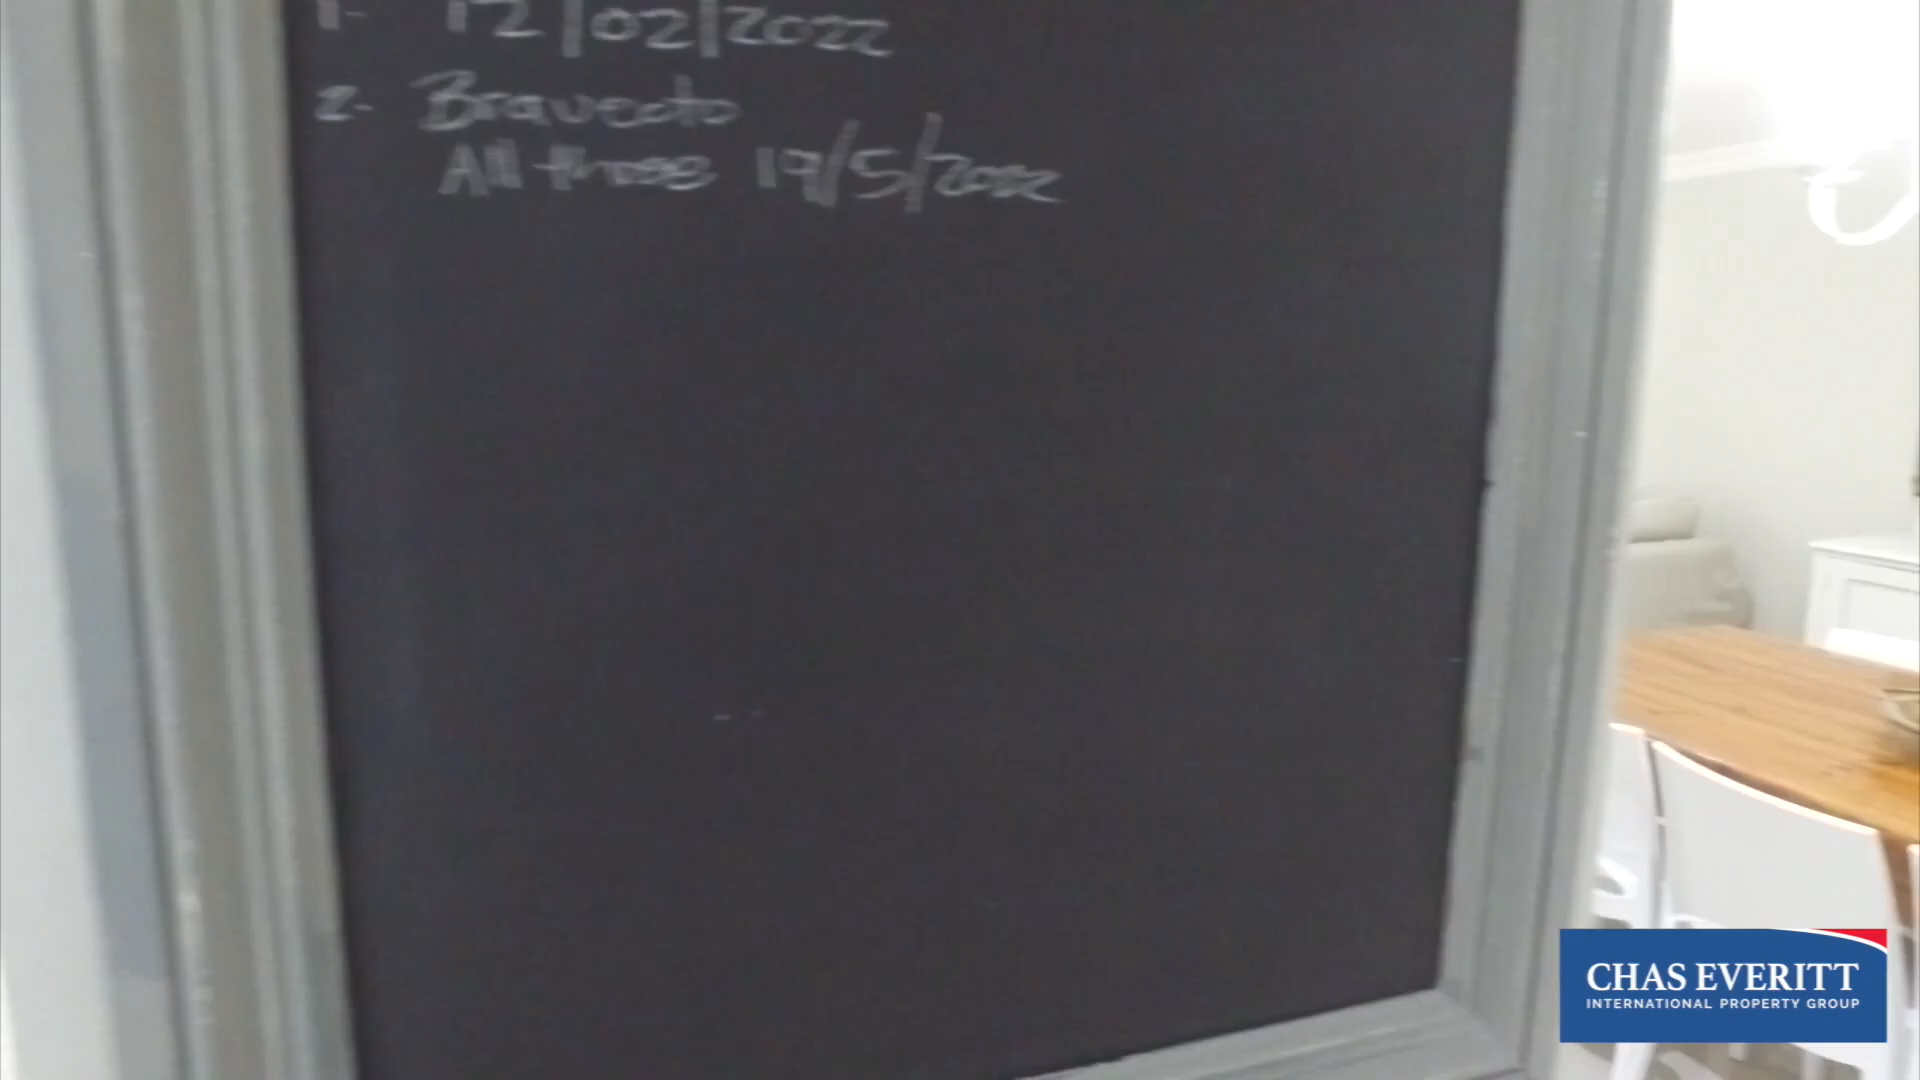 1- 12/02/2022
2- Bravecto
All three 19/5/2022
CHAS EVERITT
INTERNATIONAL PROPERTY GROUP